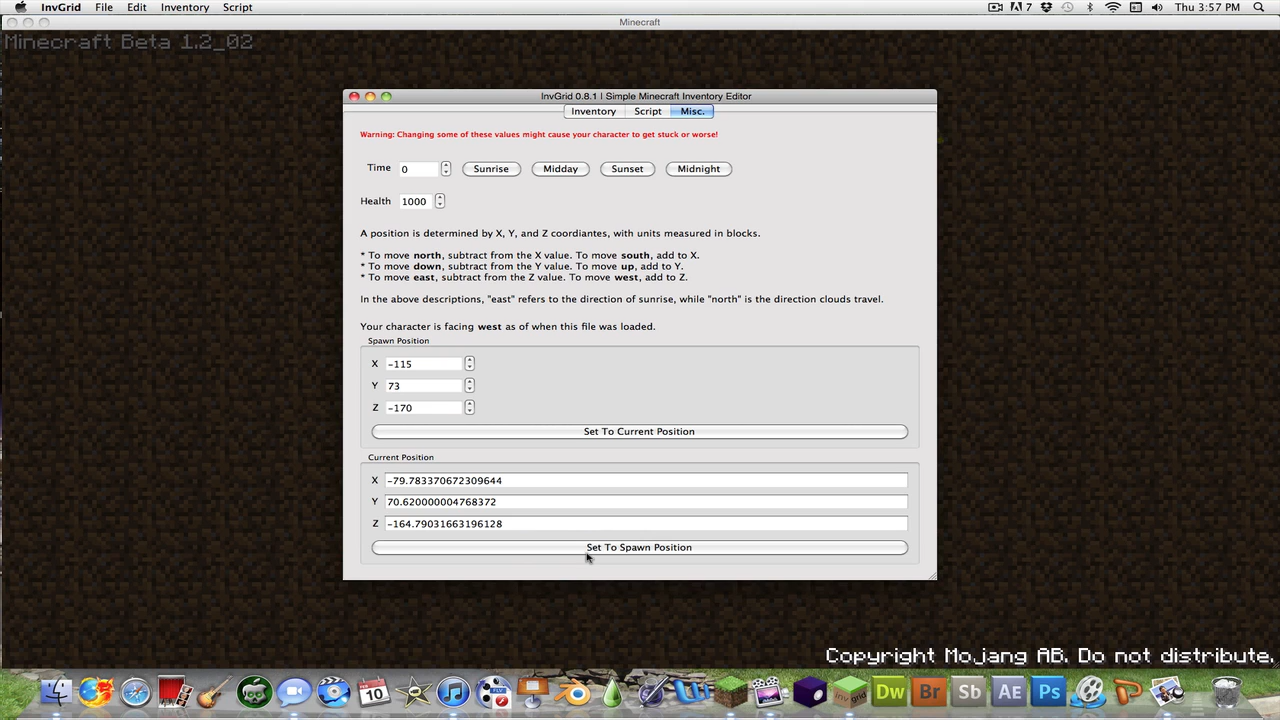 InvGrid File Edit Inventory Script 7 Thu 3:57 PM
Minecraft
Minecraft Beta 1.2_02
InvGrid 0.8.1 | Simple Minecraft Inventory Editor
Inventory Script Misc.
Warning: Changing some of these values might cause your character to get stuck or worse!
Time 0 Sunrise Midday Sunset Midnight
Health 1000
A position is determined by X, Y, and Z coordiantes, with units measured in blocks.
* To move north, subtract from the X value. To move south, add to X.
* To move down, subtract from the Y value. To move up, add to Y.
* To move east, subtract from the Z value. To move west, add to Z.
In the above descriptions, "east" refers to the direction of sunrise, while "north" is the direction clouds travel.
Your character is facing west as of when this file was loaded.
Spawn Position
X -115
Y 73
Z -170
Set To Current Position
Current Position
X -79.783370672309644
Y 70.620000004768372
Z -164.79031663196128
Set To Spawn Position
Copyright Mojang AB. Do not distribute.
FLV 10 Dw Br Sb AE Ps